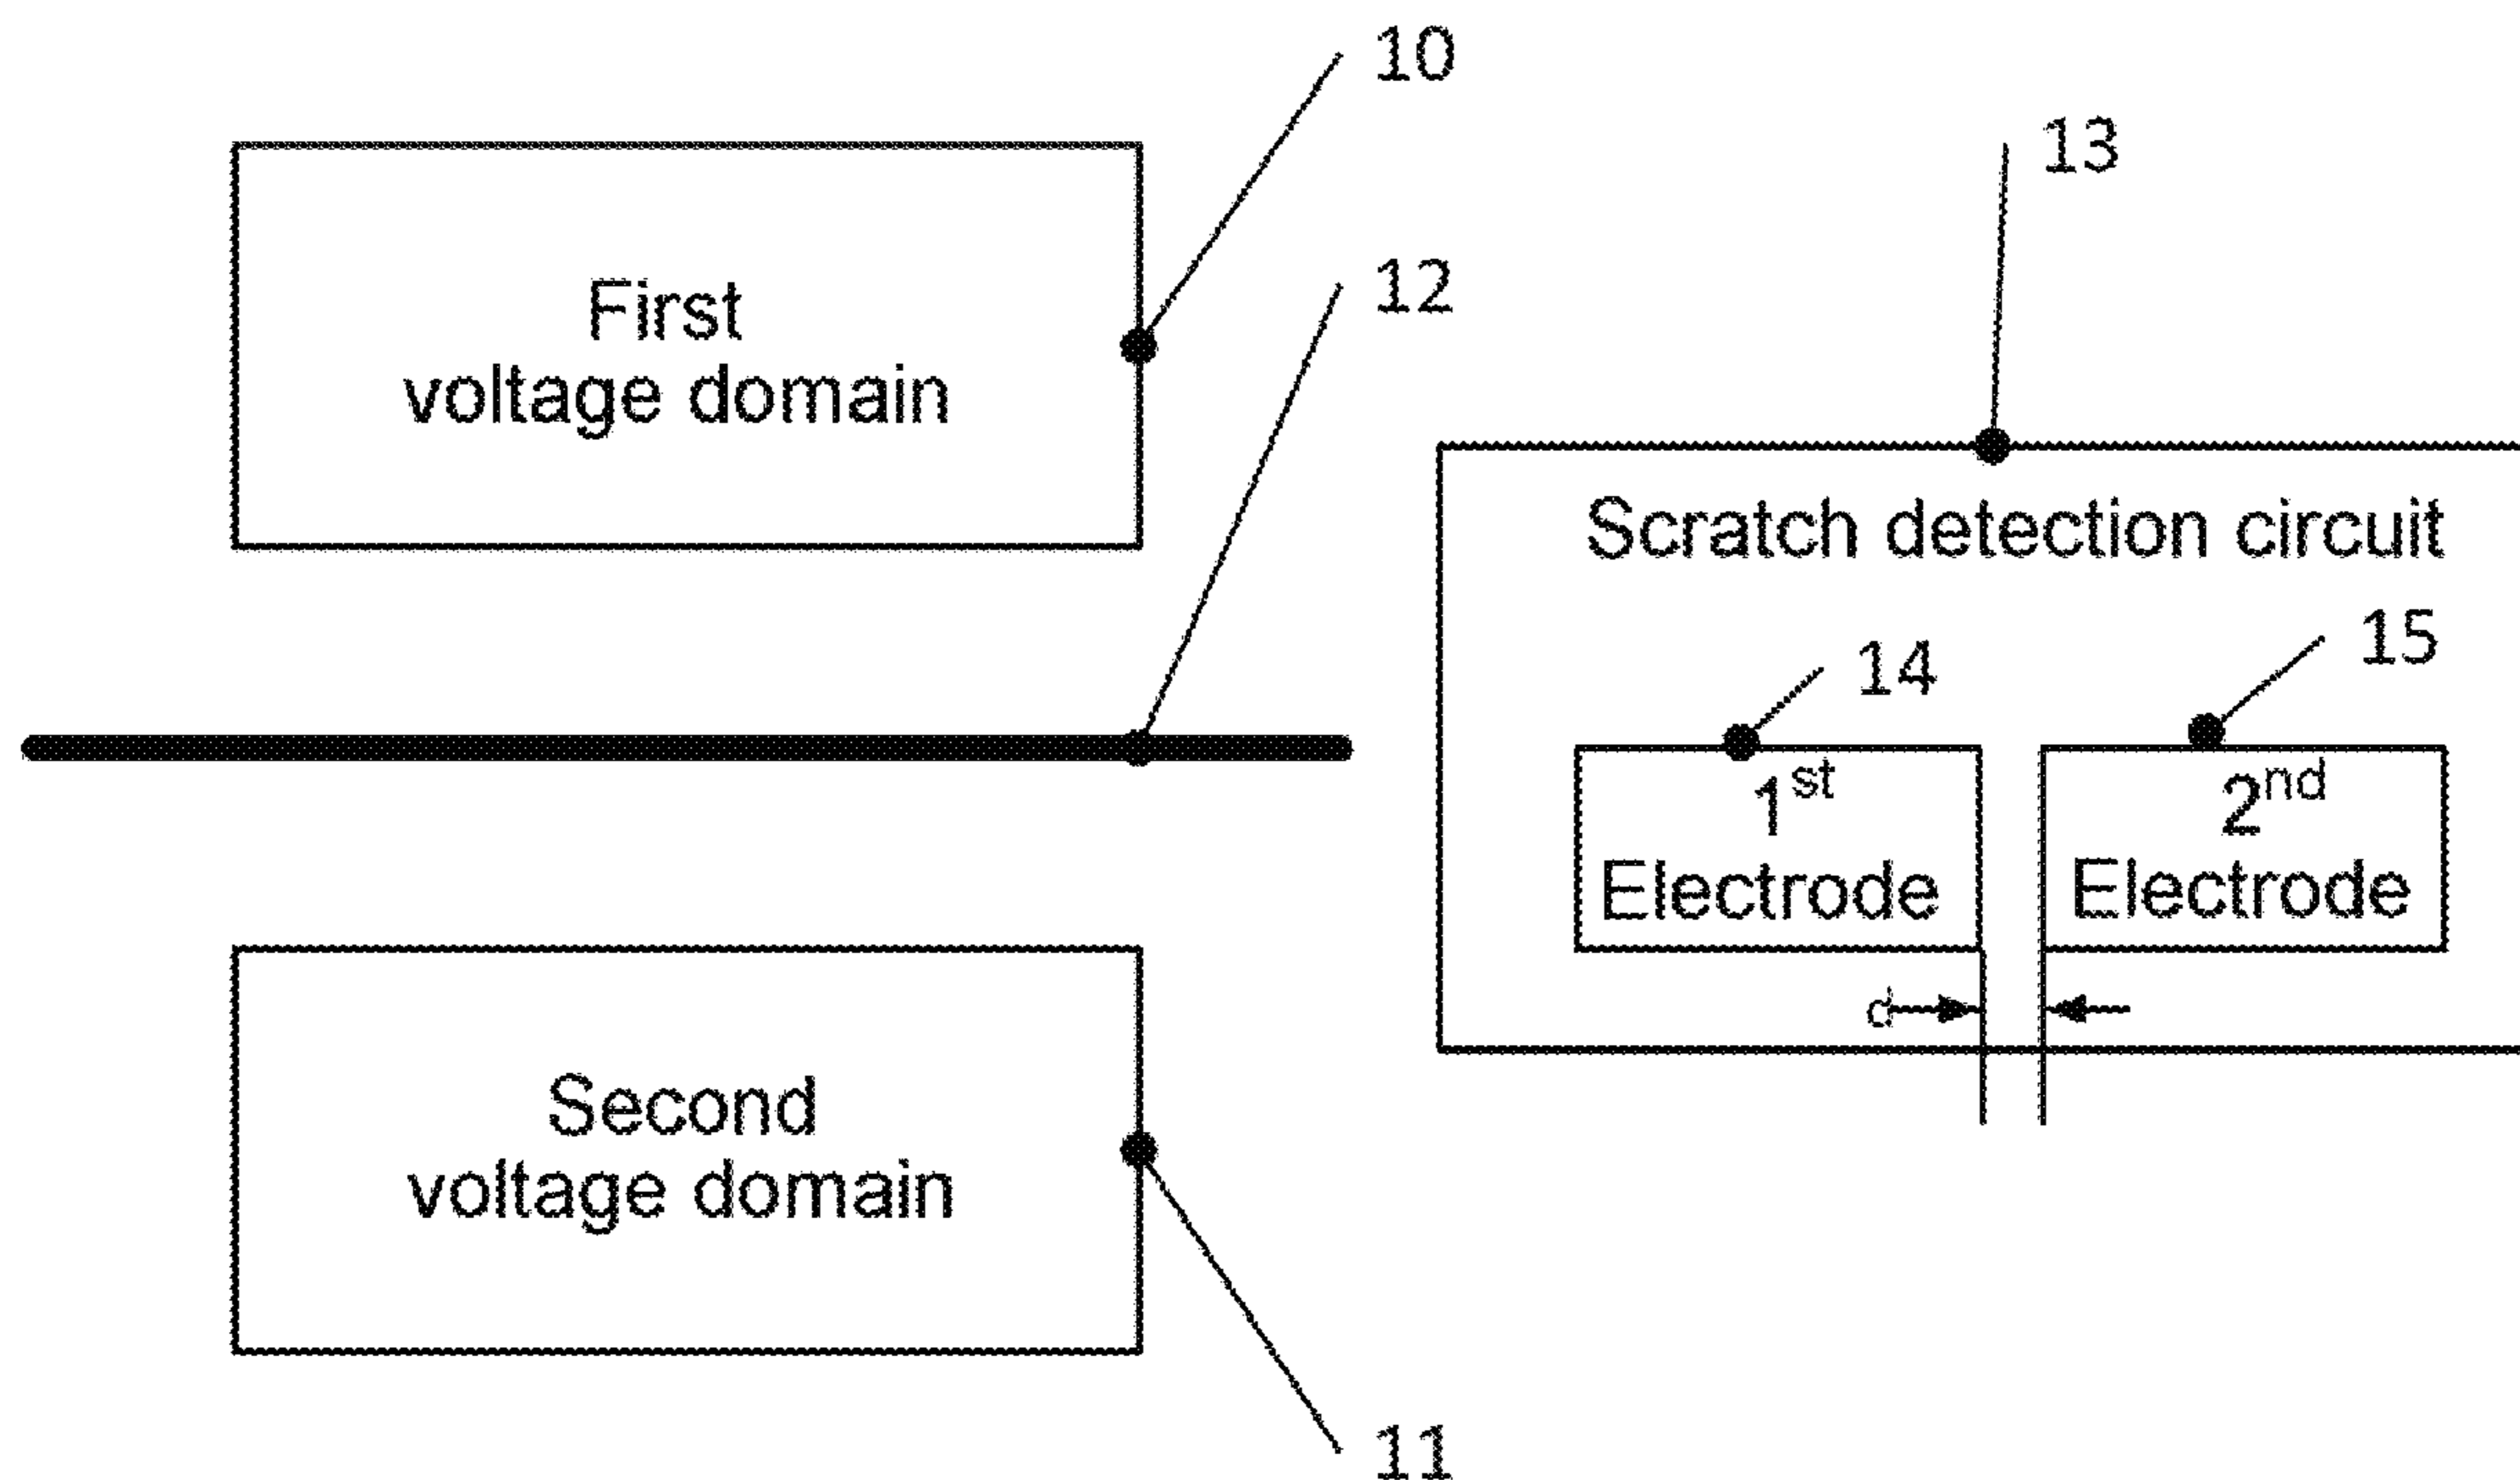 10
13
12
First
voltage domain
Scratch detection circuit
14
15
1st
Electrode
2nd
Electrode
d
Second
voltage domain
11